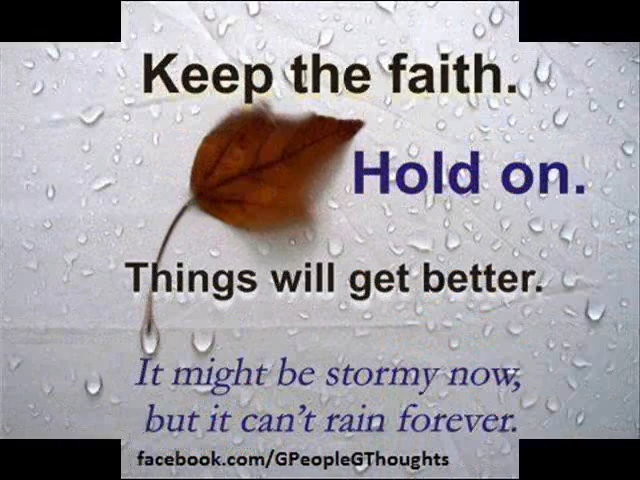 Keep the faith.
Hold on.
Things will get better.
It might be stormy now,
but it can't rain forever.
facebook.com/GPeopleGThoughts